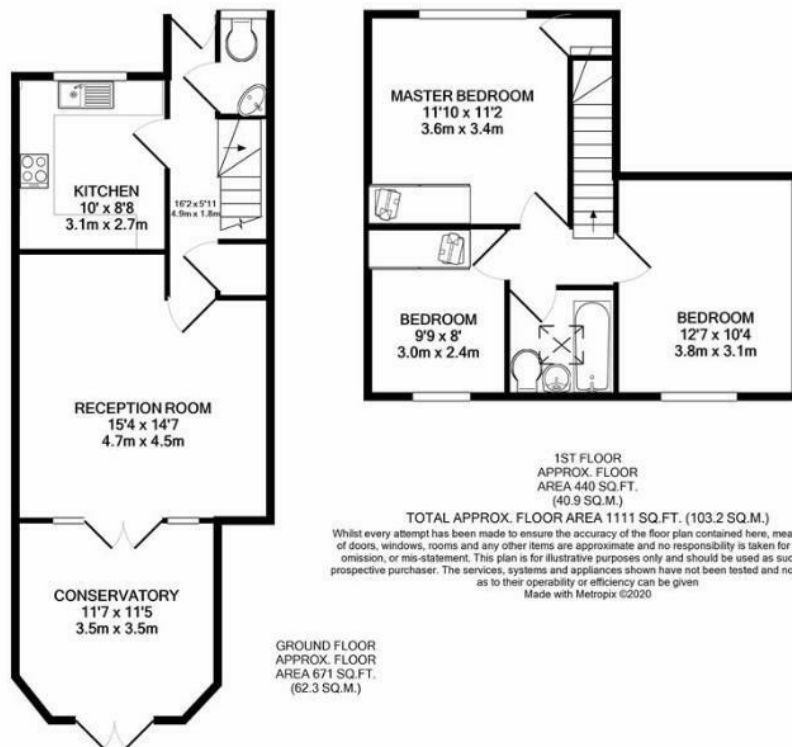 KITCHEN
10' x 8'8
3.1m x 2.7m
16'2 x 5'11
4.9m x 1.8m
RECEPTION ROOM
15'4 x 14'7
4.7m x 4.5m
CONSERVATORY
11'7 x 11'5
3.5m x 3.5m
GROUND FLOOR
APPROX. FLOOR
AREA 671 SQ.FT.
(62.3 SQ.M.)
MASTER BEDROOM
11'10 x 11'2
3.6m x 3.4m
BEDROOM
9'9 x 8'
3.0m x 2.4m
BEDROOM
12'7 x 10'4
3.8m x 3.1m
1ST FLOOR
APPROX. FLOOR
AREA 440 SQ.FT.
(40.9 SQ.M.)
TOTAL APPROX. FLOOR AREA 1111 SQ.FT. (103.2 SQ.M.)
Whilst every attempt has been made to ensure the accuracy of the floor plan contained here, mea
of doors, windows, rooms and any other items are approximate and no responsibility is taken for
omission, or mis-statement. This plan is for illustrative purposes only and should be used as suc
prospective purchaser. The services, systems and appliances shown have not been tested and no
as to their operability or efficiency can be given
Made with Metropix ©2020